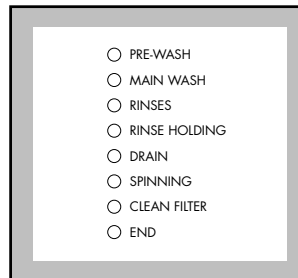 PRE-WASH
MAIN WASH
RINSES
RINSE HOLDING
DRAIN
SPINNING
CLEAN FILTER
END